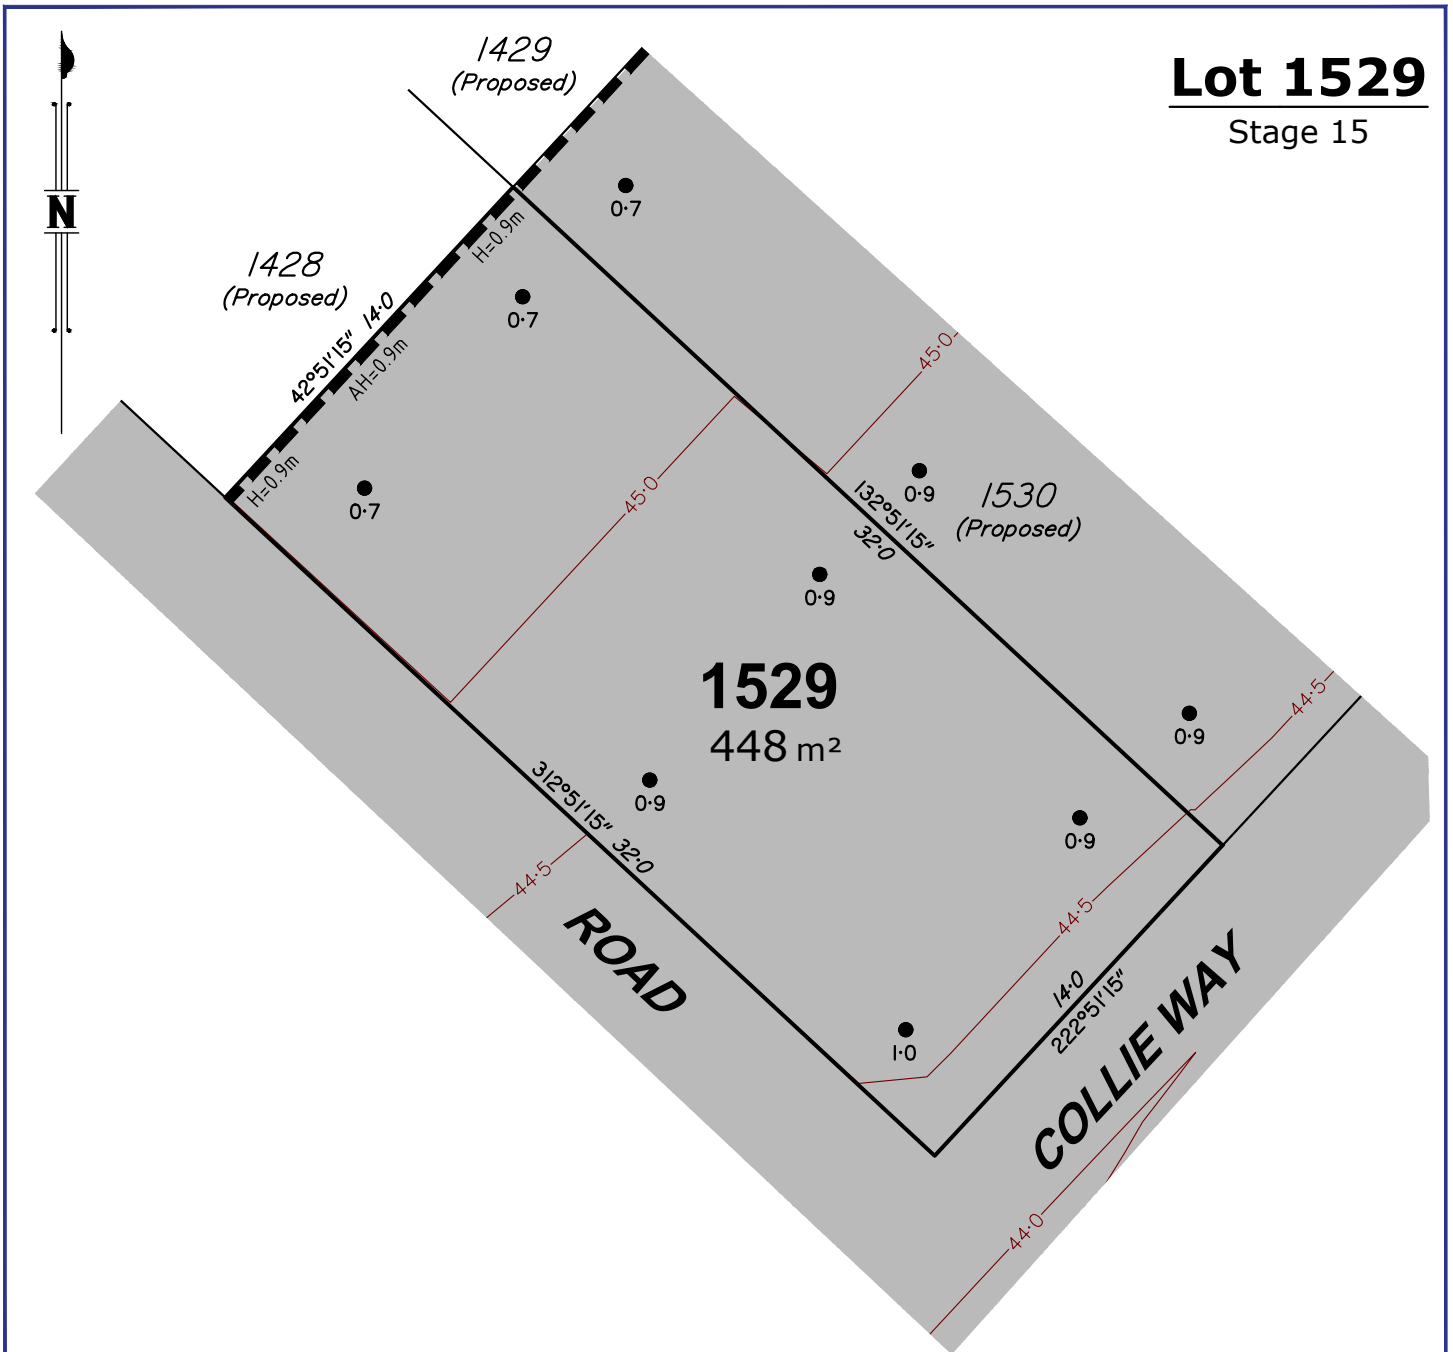 Lot 1529
Stage 15
N
1429
(Proposed)
1428
(Proposed)
42°51'15" 14·0
H=0.9m
AH=0.9m
H=0.9m
0·7
0·7
0·7
45·0
45·0
0·9
1530
(Proposed)
132°51'15"
32·0
0·9
1529
448 m²
44·5
0·9
312°51'15" 32·0
0·9
0·9
44·5
44·5
ROAD
1·0
14·0
222°51'15"
COLLIE WAY
44·0